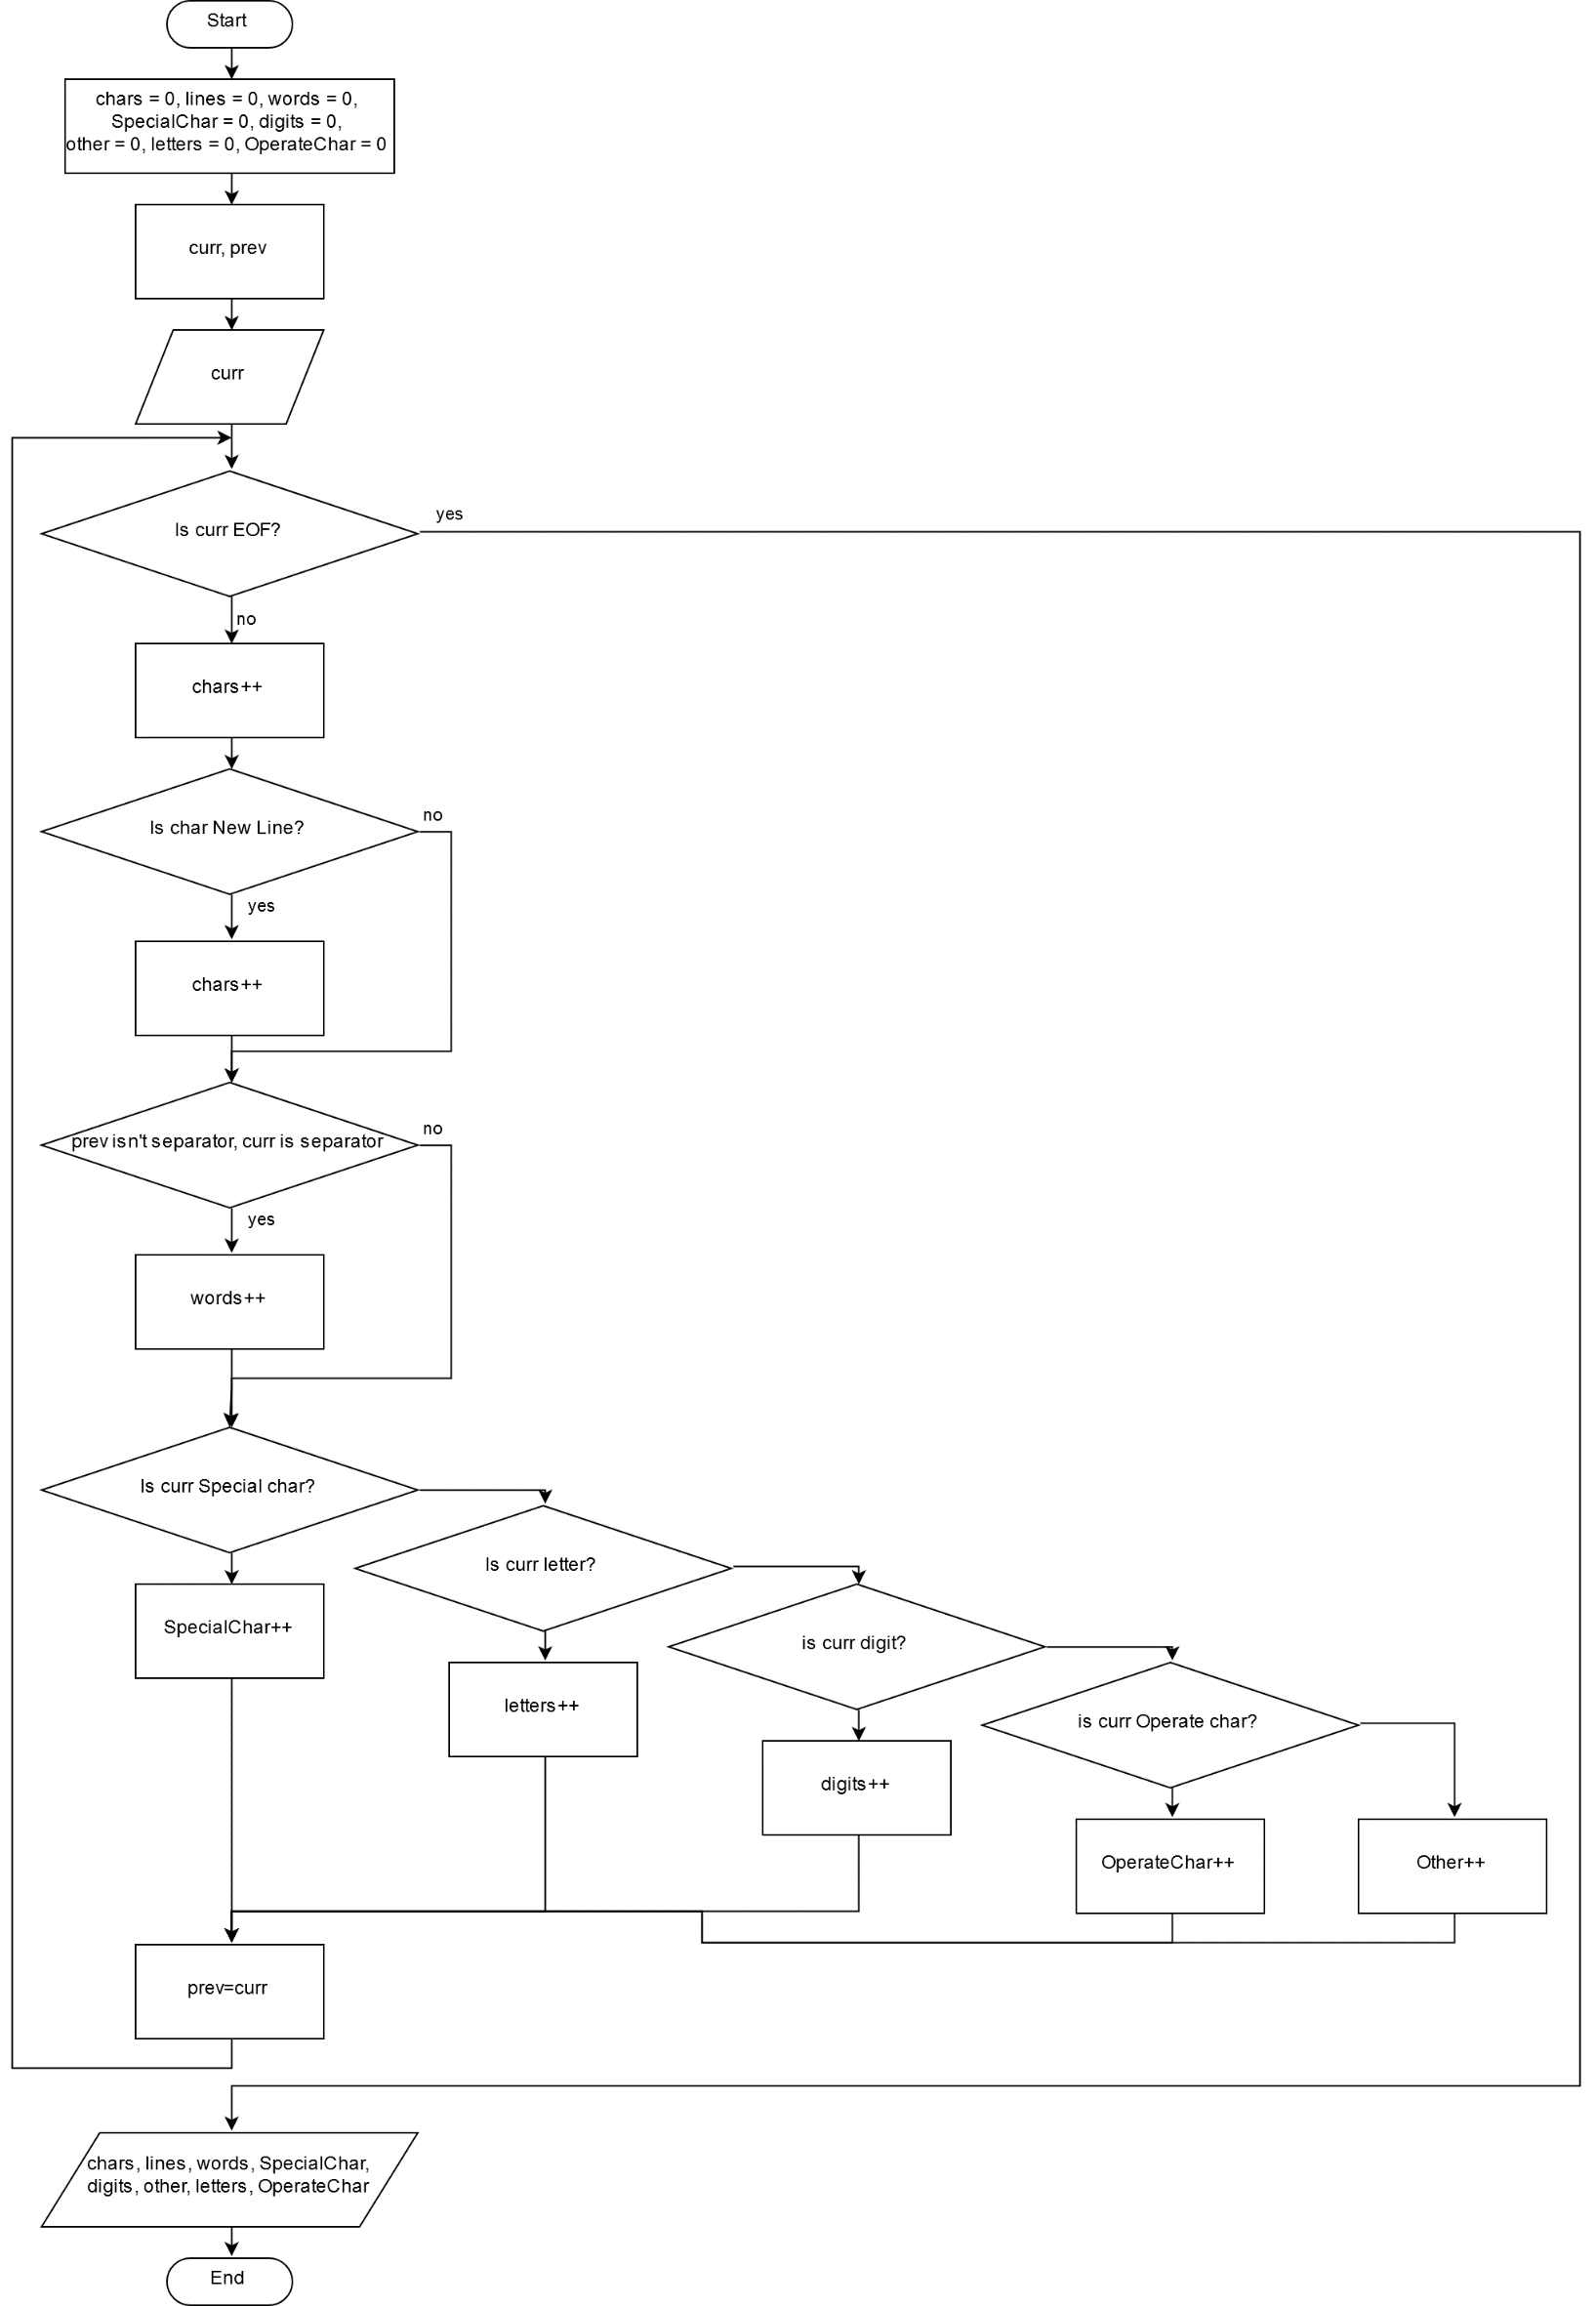 Start
chars = 0, lines = 0, words = 0,
SpecialChar = 0, digits = 0,
other = 0, letters = 0, OperateChar = 0
curr, prev
curr
Is curr EOF?
yes
no
chars++
Is char New Line?
no
yes
chars++
prev isn't separator, curr is separator
no
yes
words++
Is curr Special char?
Is curr letter?
is curr digit?
is curr Operate char?
SpecialChar++
letters++
digits++
OperateChar++
Other++
prev=curr
chars, lines, words, SpecialChar,
digits, other, letters, OperateChar
End